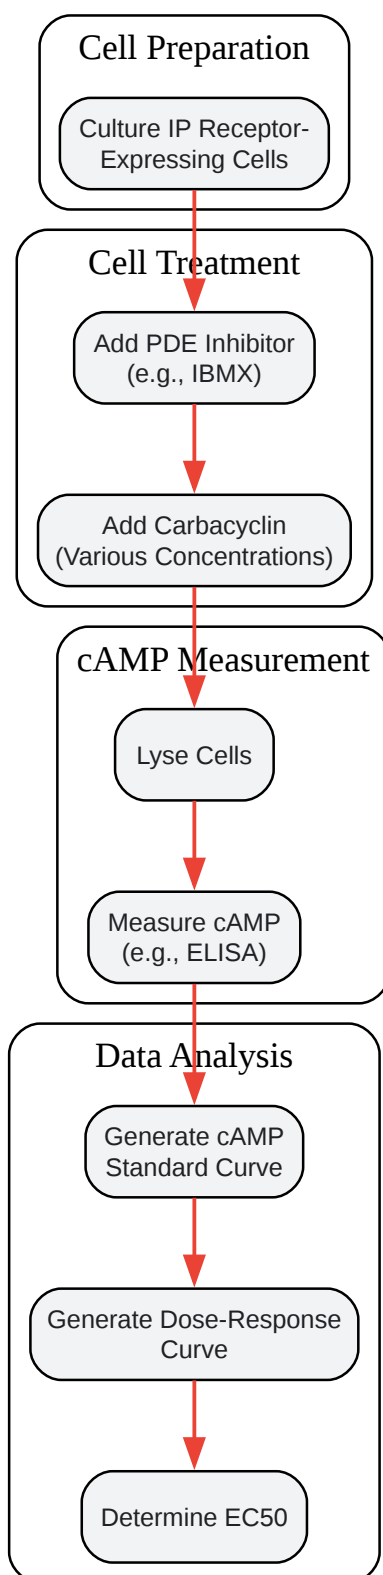 Cell Preparation
Culture IP Receptor-
Expressing Cells
Cell Treatment
Add PDE Inhibitor
(e.g., IBMX)
Add Carbacyclin
(Various Concentrations)
cAMP Measurement
Lyse Cells
Measure cAMP
(e.g., ELISA)
Data Analysis
Generate cAMP
Standard Curve
Generate Dose-Response
Curve
Determine EC50